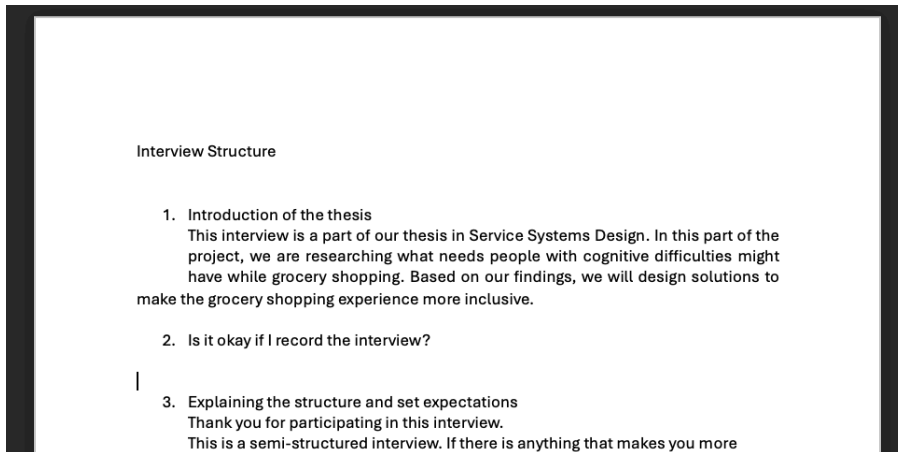 Interview Structure
1. Introduction of the thesis
This interview is a part of our thesis in Service Systems Design. In this part of the
project, we are researching what needs people with cognitive difficulties might
have while grocery shopping. Based on our findings, we will design solutions to
make the grocery shopping experience more inclusive.
2. Is it okay if I record the interview?
3. Explaining the structure and set expectations
Thank you for participating in this interview.
This is a semi-structured interview. If there is anything that makes you more